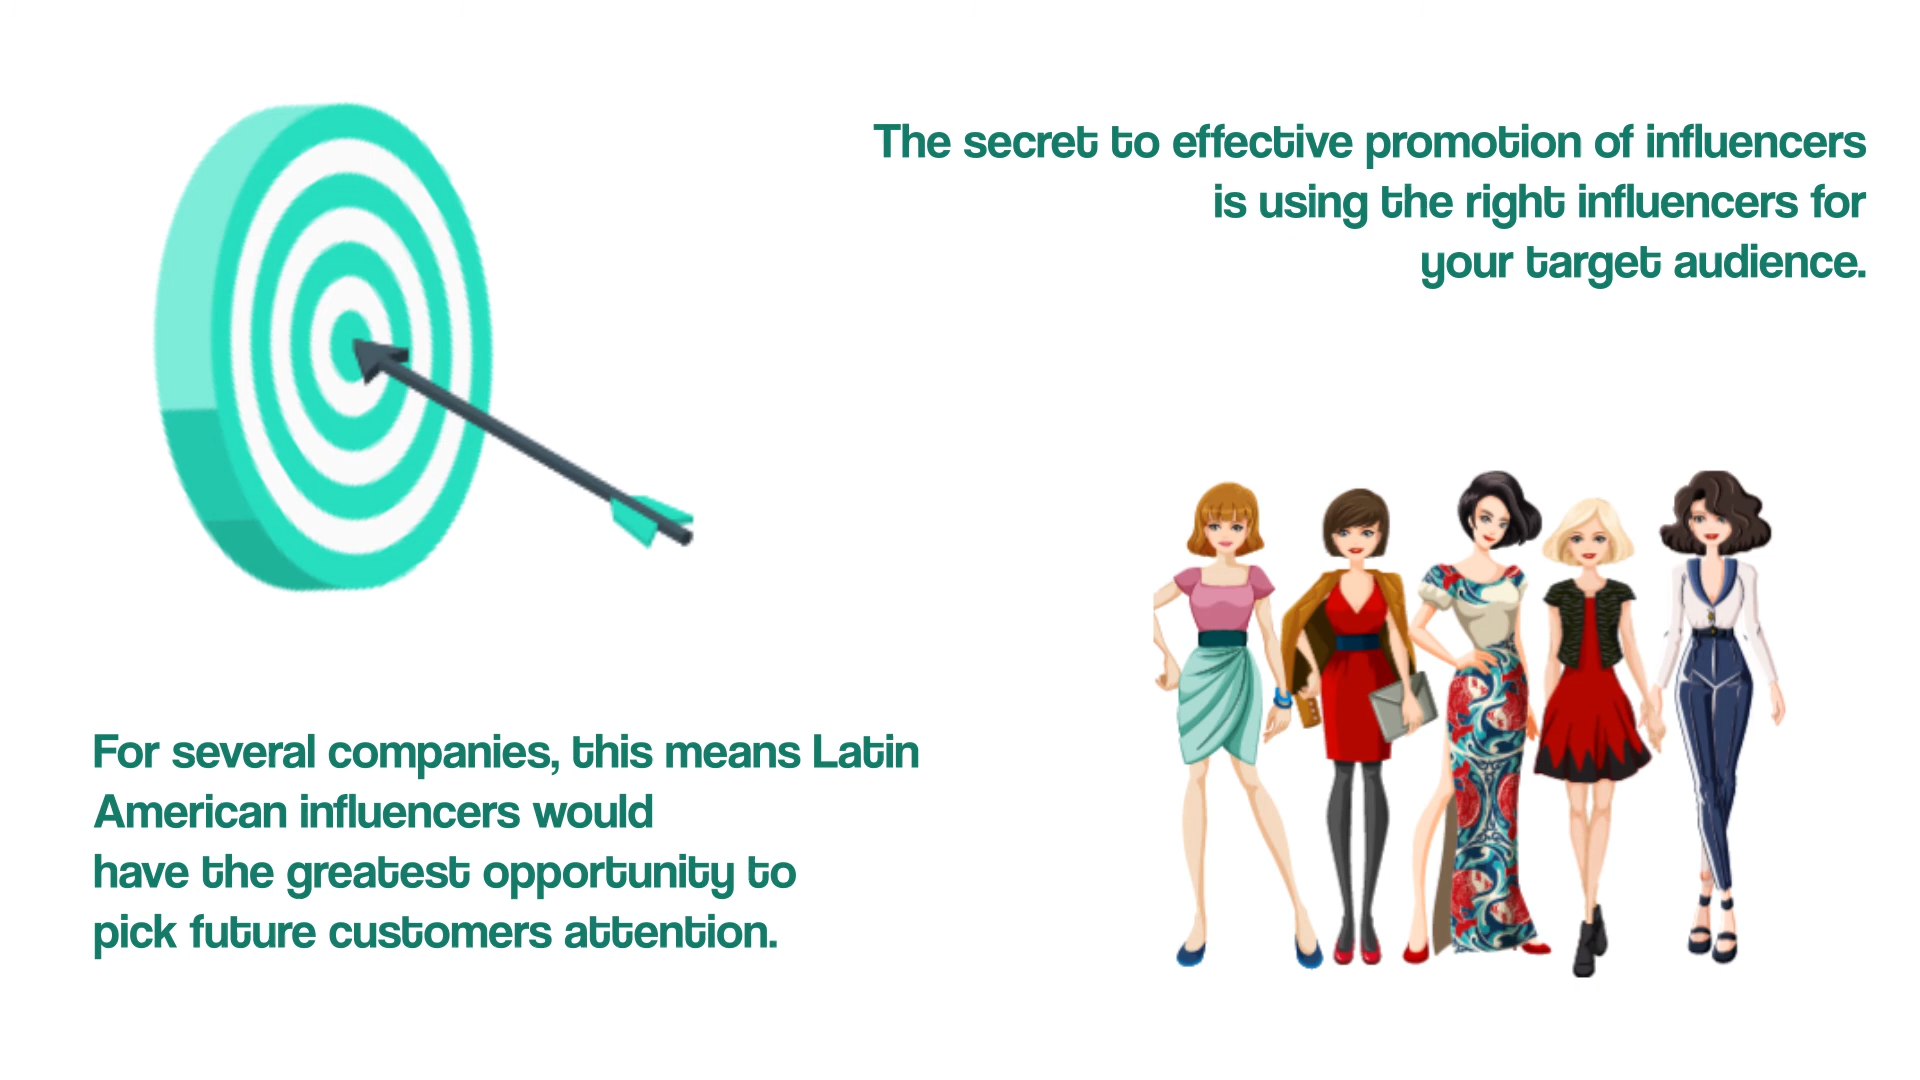 The secret to effective promotion of influencers
is using the right influencers for
your target audience.
For several companies, this means Latin
American influencers would
have the greatest opportunity to
pick future customers attention.